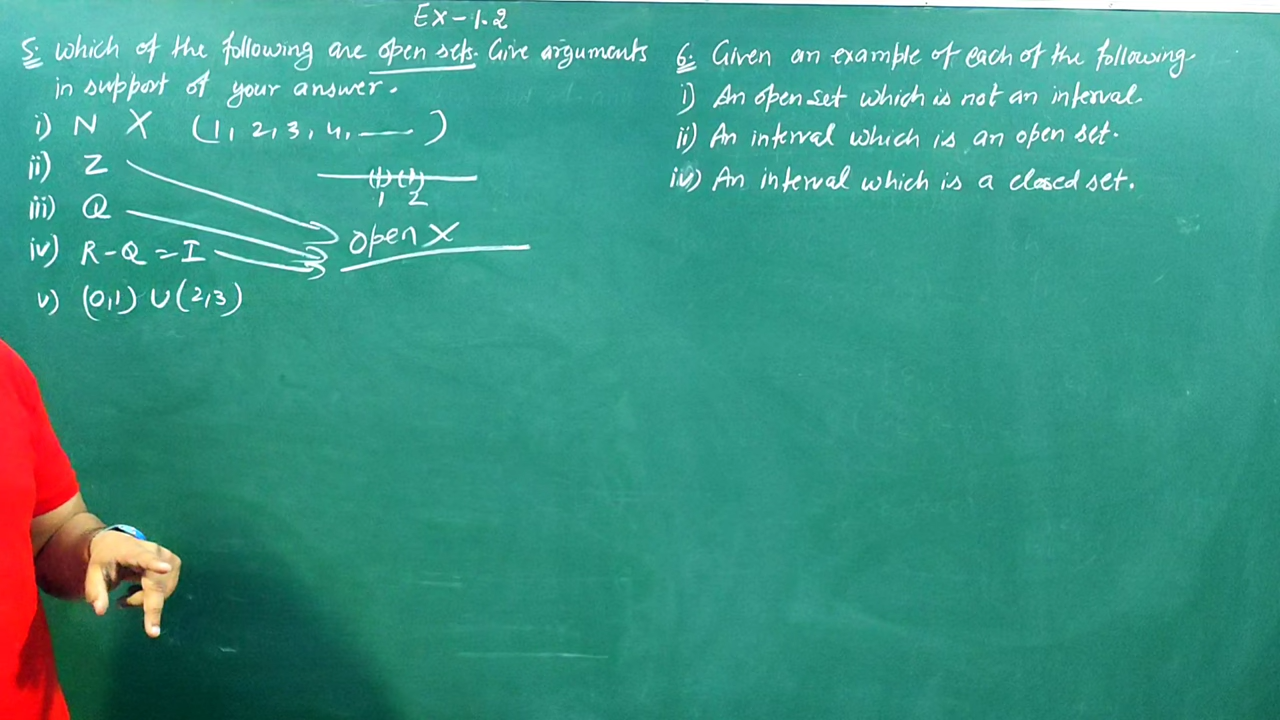 Ex-1.2
5. which of the following are open sets. Give arguments
in support of your answer.
i) N X (1, 2, 3, 4, —— )
ii) Z
1 2
iii) Q
open X
iv) R-Q = I
v) (0,1) U (2,3)
6. Given an example of each of the following.
i) An open set which is not an interval.
ii) An interval which is an open set.
iv) An interval which is a closed set.